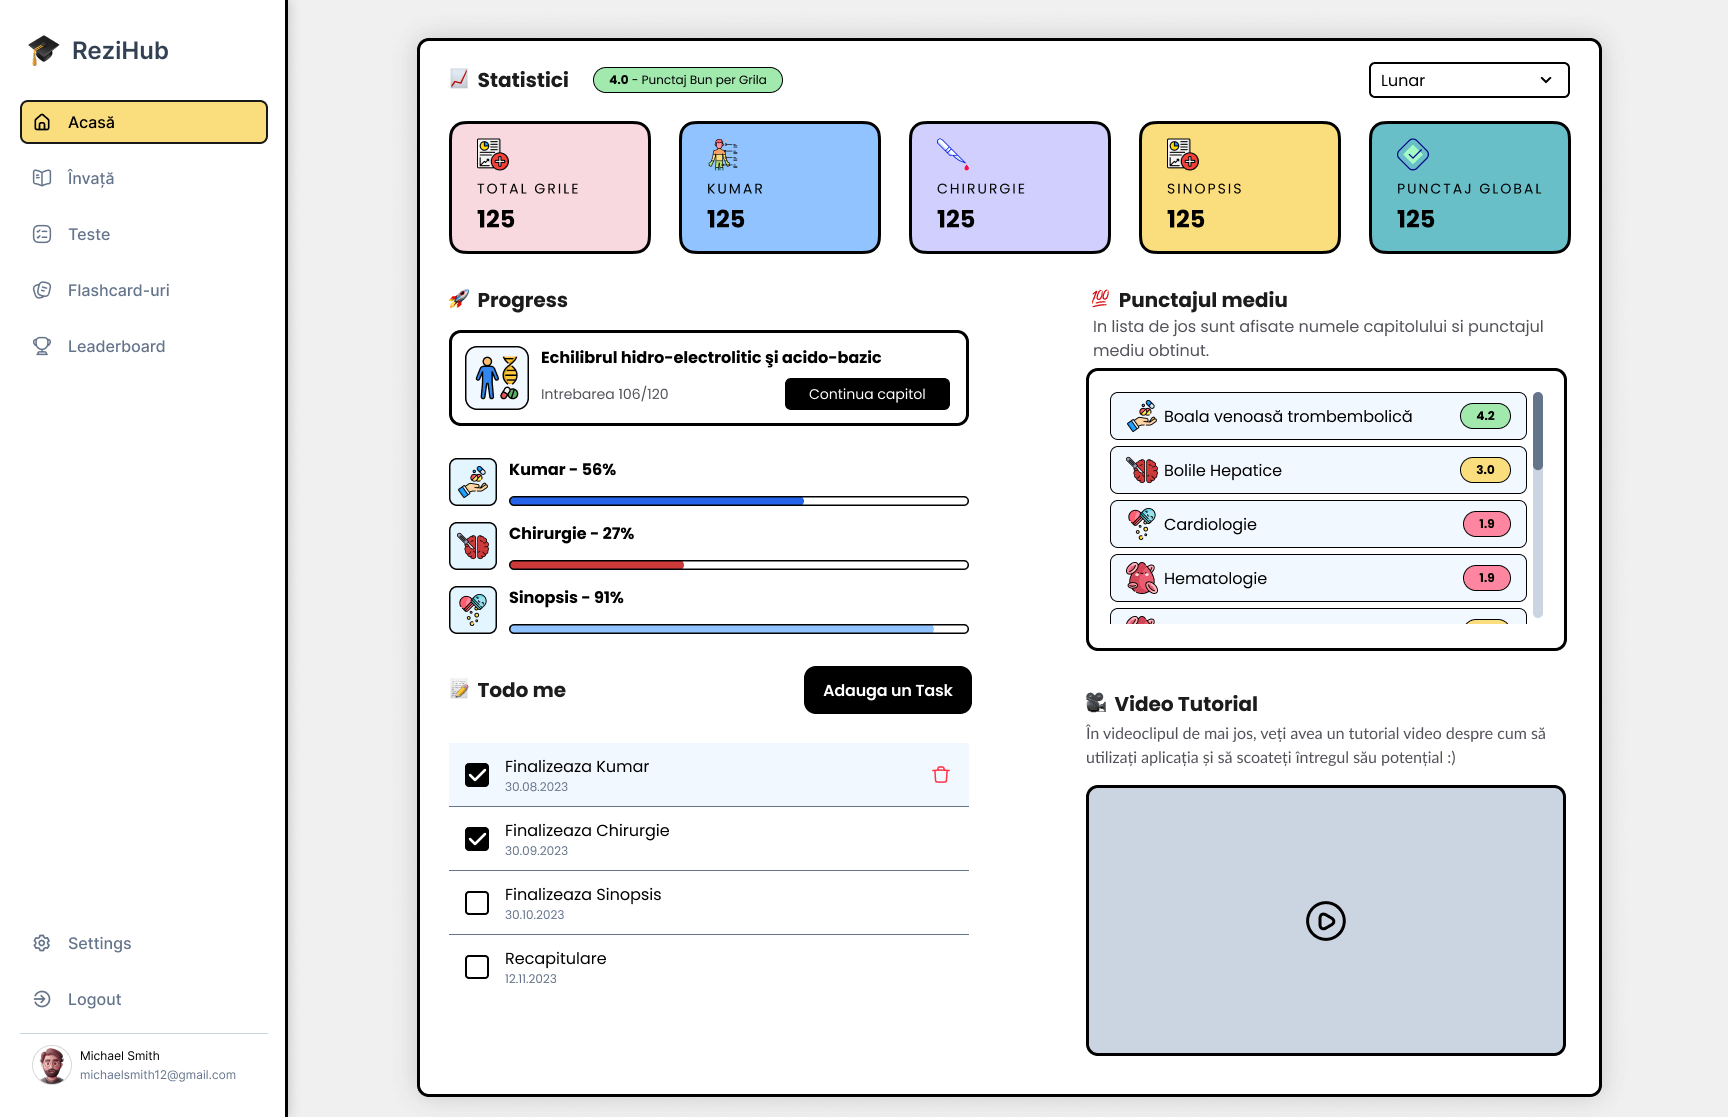 ReziHub
Acasă
Învață
Teste
Flashcard-uri
Leaderboard
Settings
Logout
Michael Smith
michaelsmith12@gmail.com
Statistici
4.0 - Punctaj Bun per Grila
Lunar
TOTAL GRILE
125
KUMAR
125
CHIRURGIE
125
SINOPSIS
125
PUNCTAJ GLOBAL
125
Progress
Echilibrul hidro-electrolitic și acido-bazic
Intrebarea 106/120
Continua capitol
Kumar - 56%
Chirurgie - 27%
Sinopsis - 91%
Todo me
Adauga un Task
Finalizeaza Kumar
30.08.2023
Finalizeaza Chirurgie
30.09.2023
Finalizeaza Sinopsis
30.10.2023
Recapitulare
12.11.2023
100
Punctajul mediu
In lista de jos sunt afisate numele capitolului si punctajul
mediu obtinut.
Boala venoasă trombembolică
4.2
Bolile Hepatice
3.0
Cardiologie
1.9
Hematologie
1.9
Video Tutorial
În videoclipul de mai jos, veți avea un tutorial video despre cum să
utilizați aplicația și să scoateți întregul său potențial :)